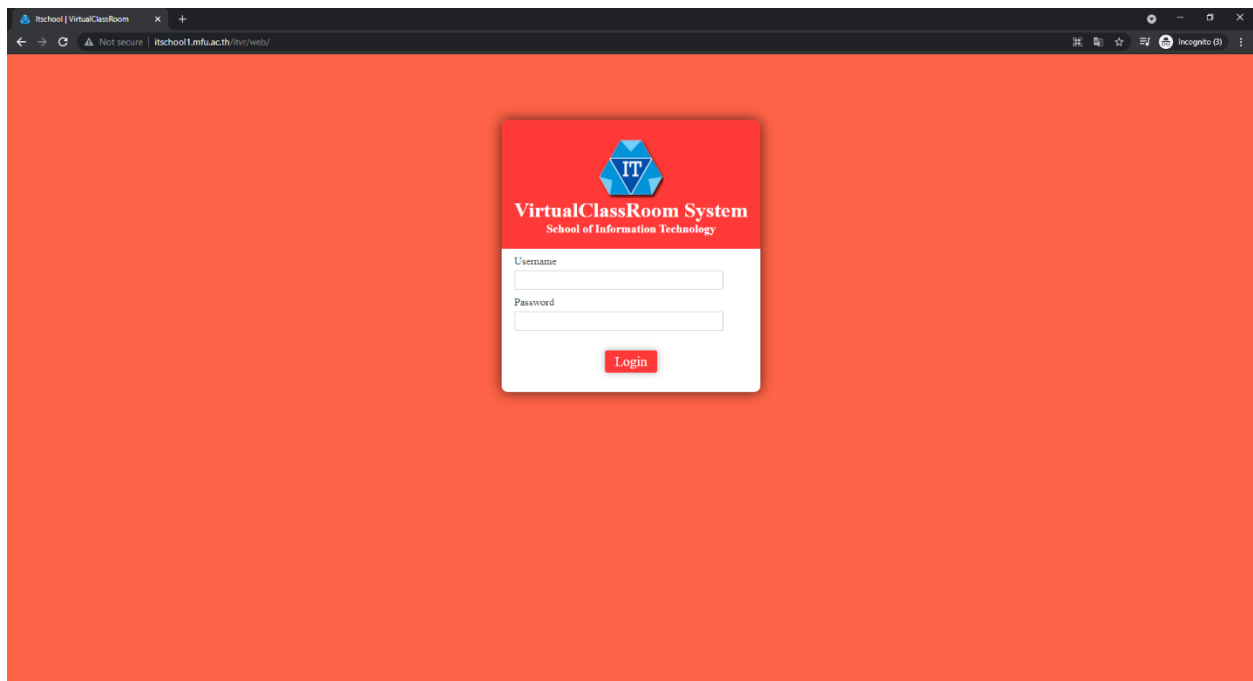 Itschool | VirtualClassRoom
Not secure | itschool1.mfu.ac.th/itvr/web/
Incognito (3)
IT
VirtualClassRoom System
School of Information Technology
Username
Password
Login